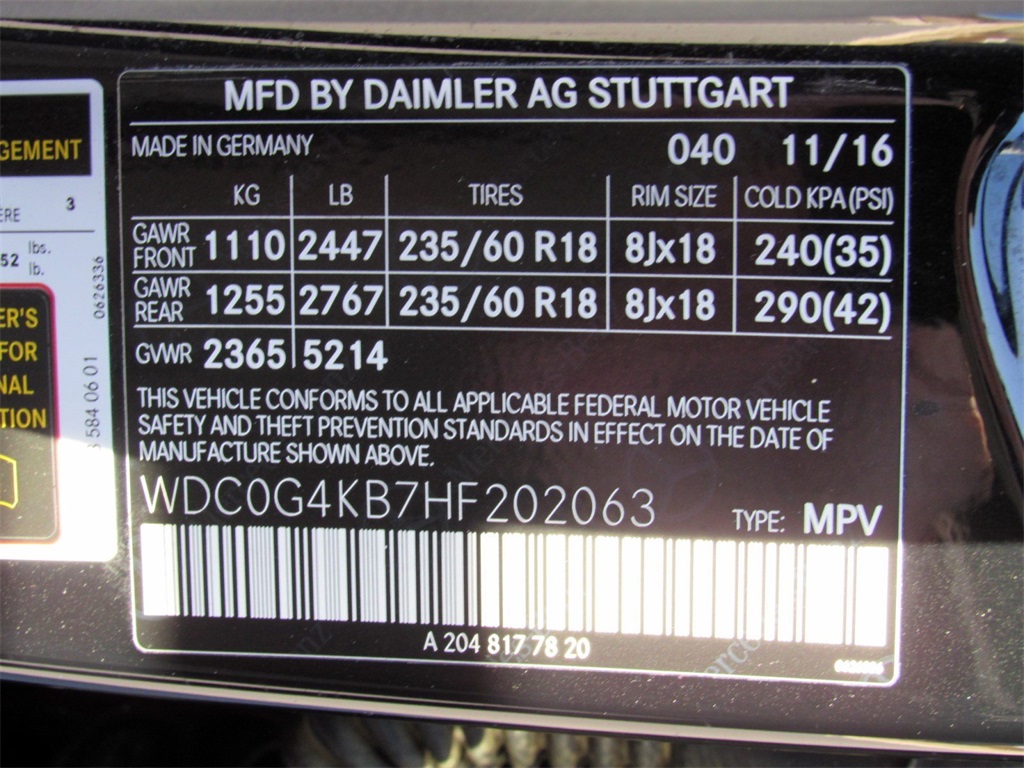 MFD BY DAIMLER AG STUTTGART
MADE IN GERMANY 040 11/16
KG LB TIRES RIM SIZE COLD KPA (PSI)
GAWR FRONT 1110 2447 235/60 R18 8Jx18 240(35)
GAWR REAR 1255 2767 235/60 R18 8Jx18 290(42)
GVWR 2365 5214
THIS VEHICLE CONFORMS TO ALL APPLICABLE FEDERAL MOTOR VEHICLE
SAFETY AND THEFT PREVENTION STANDARDS IN EFFECT ON THE DATE OF
MANUFACTURE SHOWN ABOVE.
WDC0G4KB7HF202063 TYPE: MPV
A 204 817 78 20
GEMENT
ERE 3
52 lbs.
lb.
0626336
ER'S
FOR
NAL
TION
584 06 01